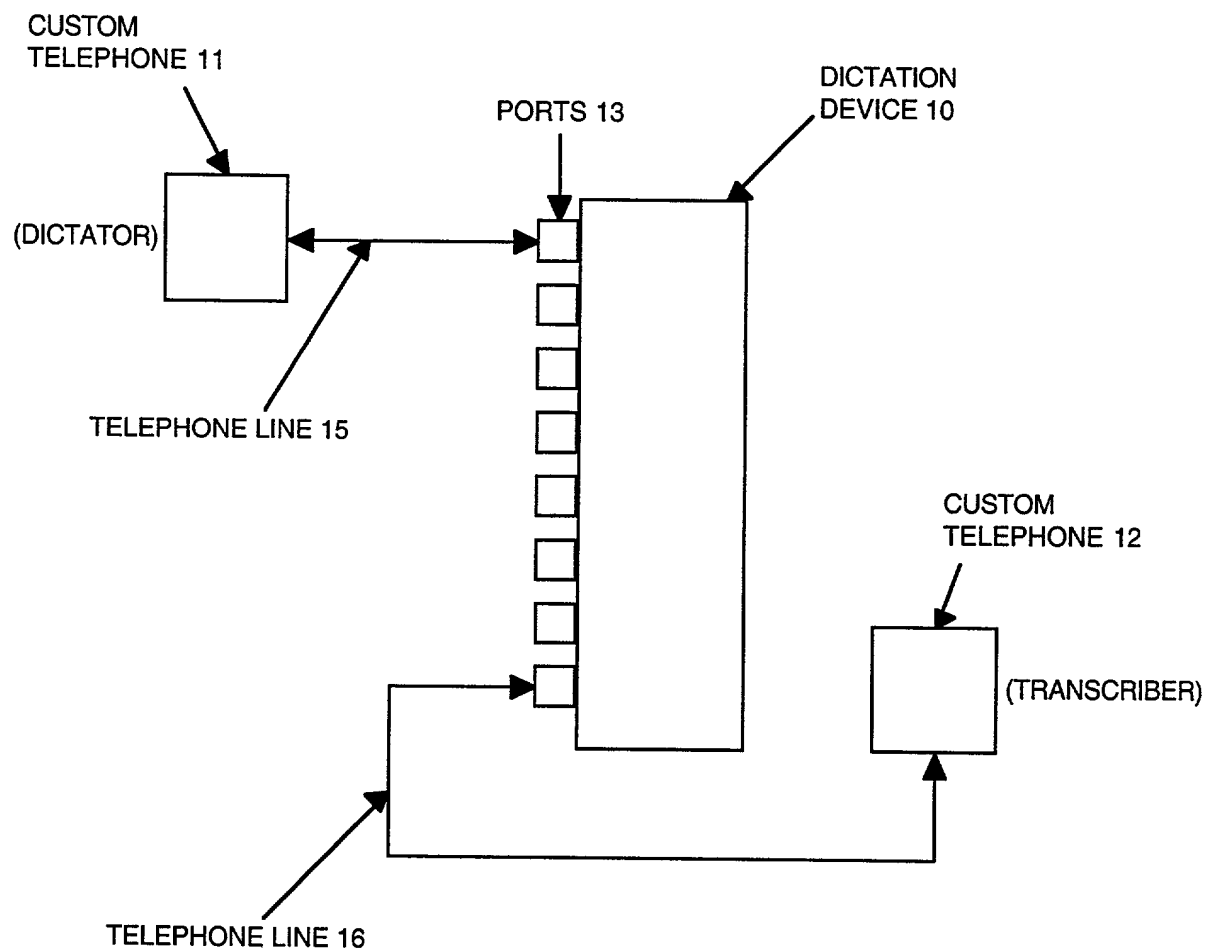 CUSTOM
TELEPHONE 11
PORTS 13
DICTATION
DEVICE 10
(DICTATOR)
TELEPHONE LINE 15
CUSTOM
TELEPHONE 12
(TRANSCRIBER)
TELEPHONE LINE 16